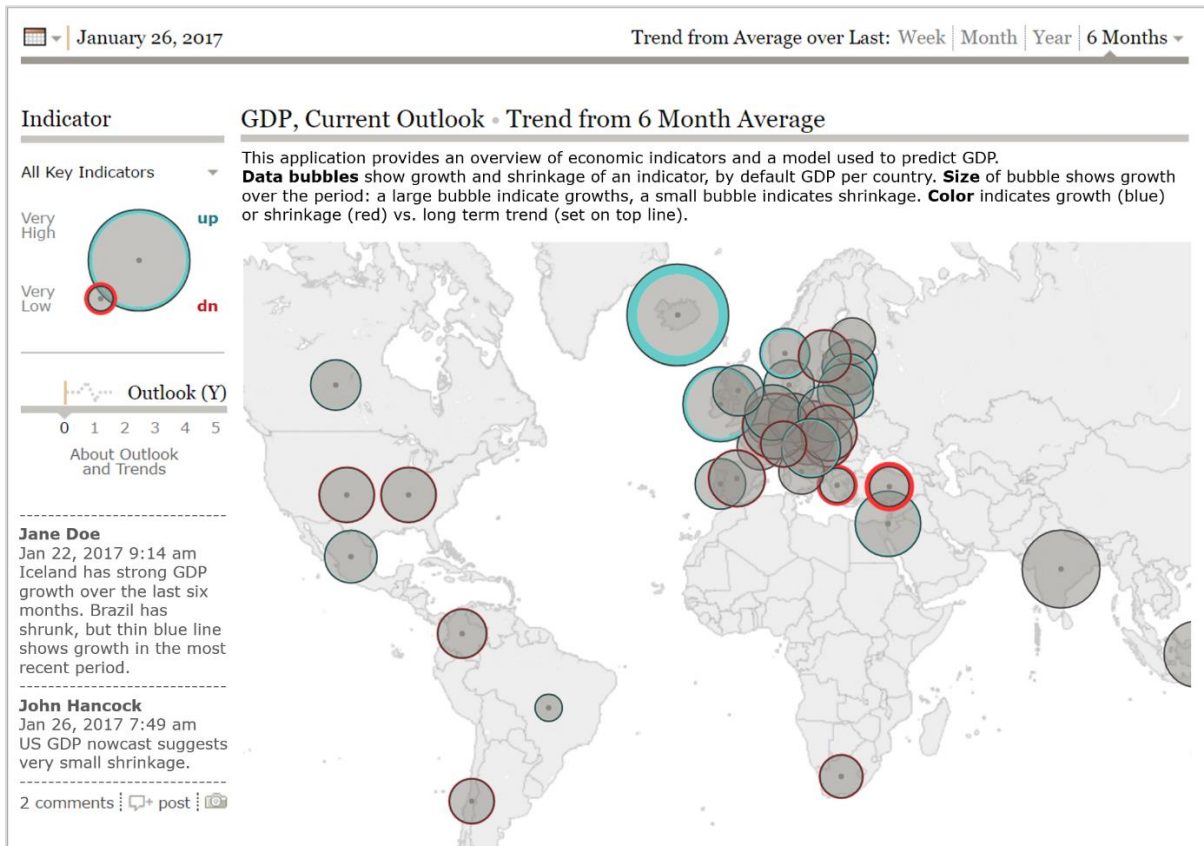 January 26, 2017
Trend from Average over Last: Week Month Year 6 Months
Indicator
All Key Indicators
Very
High
up
Very
Low
dn
Outlook (Y)
0 1 2 3 4 5
About Outlook
and Trends
Jane Doe
Jan 22, 2017 9:14 am
Iceland has strong GDP
growth over the last six
months. Brazil has
shrunk, but thin blue line
shows growth in the most
recent period.
John Hancock
Jan 26, 2017 7:49 am
US GDP nowcast suggests
very small shrinkage.
2 comments post
GDP, Current Outlook • Trend from 6 Month Average
This application provides an overview of economic indicators and a model used to predict GDP.
Data bubbles show growth and shrinkage of an indicator, by default GDP per country. Size of bubble shows growth
over the period: a large bubble indicate growths, a small bubble indicates shrinkage. Color indicates growth (blue)
or shrinkage (red) vs. long term trend (set on top line).